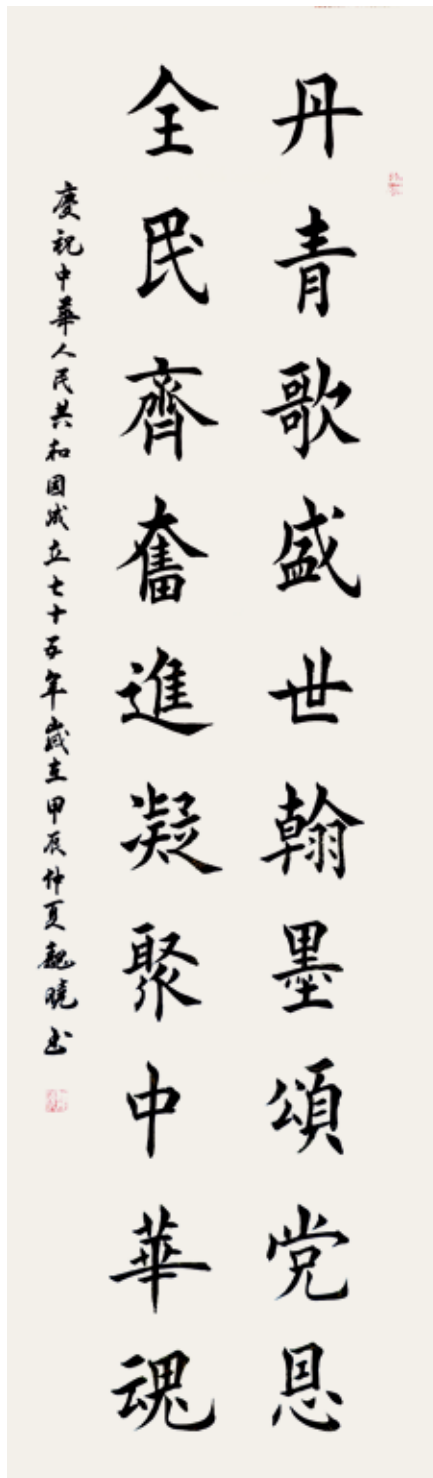 丹青歌盛世翰墨頌党恩
全民齊奮進凝聚中華魂
慶祝中華人民共和国成立七十五年歲在甲辰仲夏魏曉书